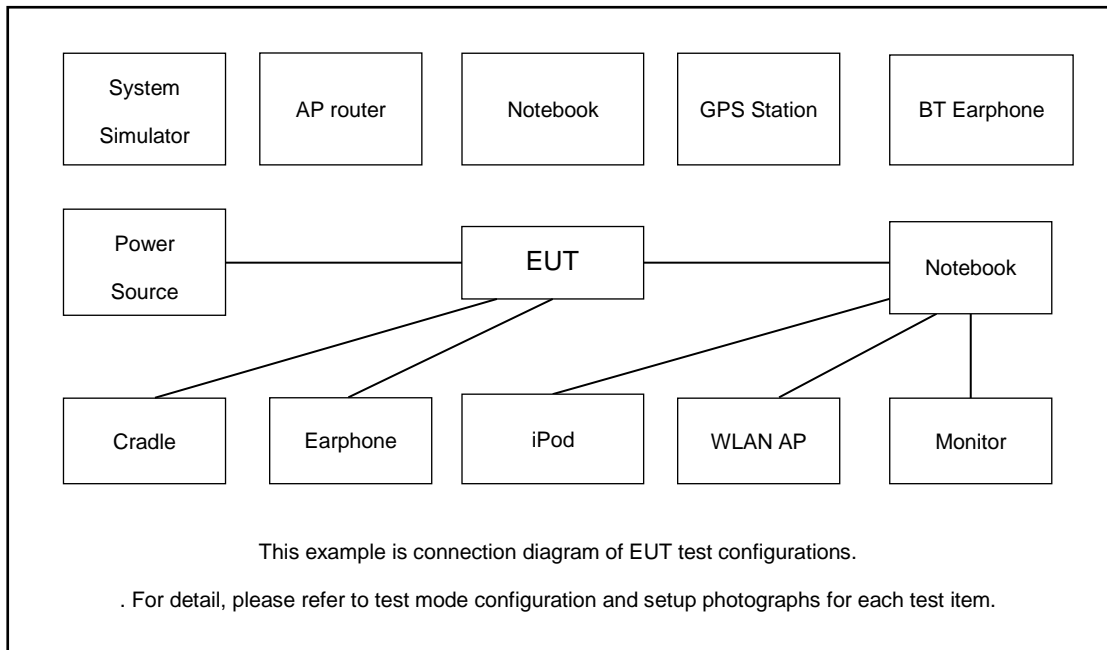 System
Simulator
AP router
Notebook
GPS Station
BT Earphone
Power
Source
EUT
Notebook
Cradle
Earphone
iPod
WLAN AP
Monitor
This example is connection diagram of EUT test configurations.
. For detail, please refer to test mode configuration and setup photographs for each test item.